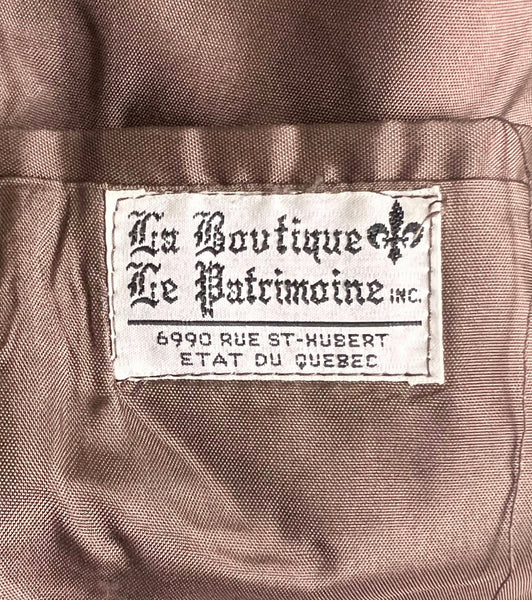 La Boutique
Le Patrimoine INC.
6990 RUE ST-HUBERT
ETAT DU QUEBEC